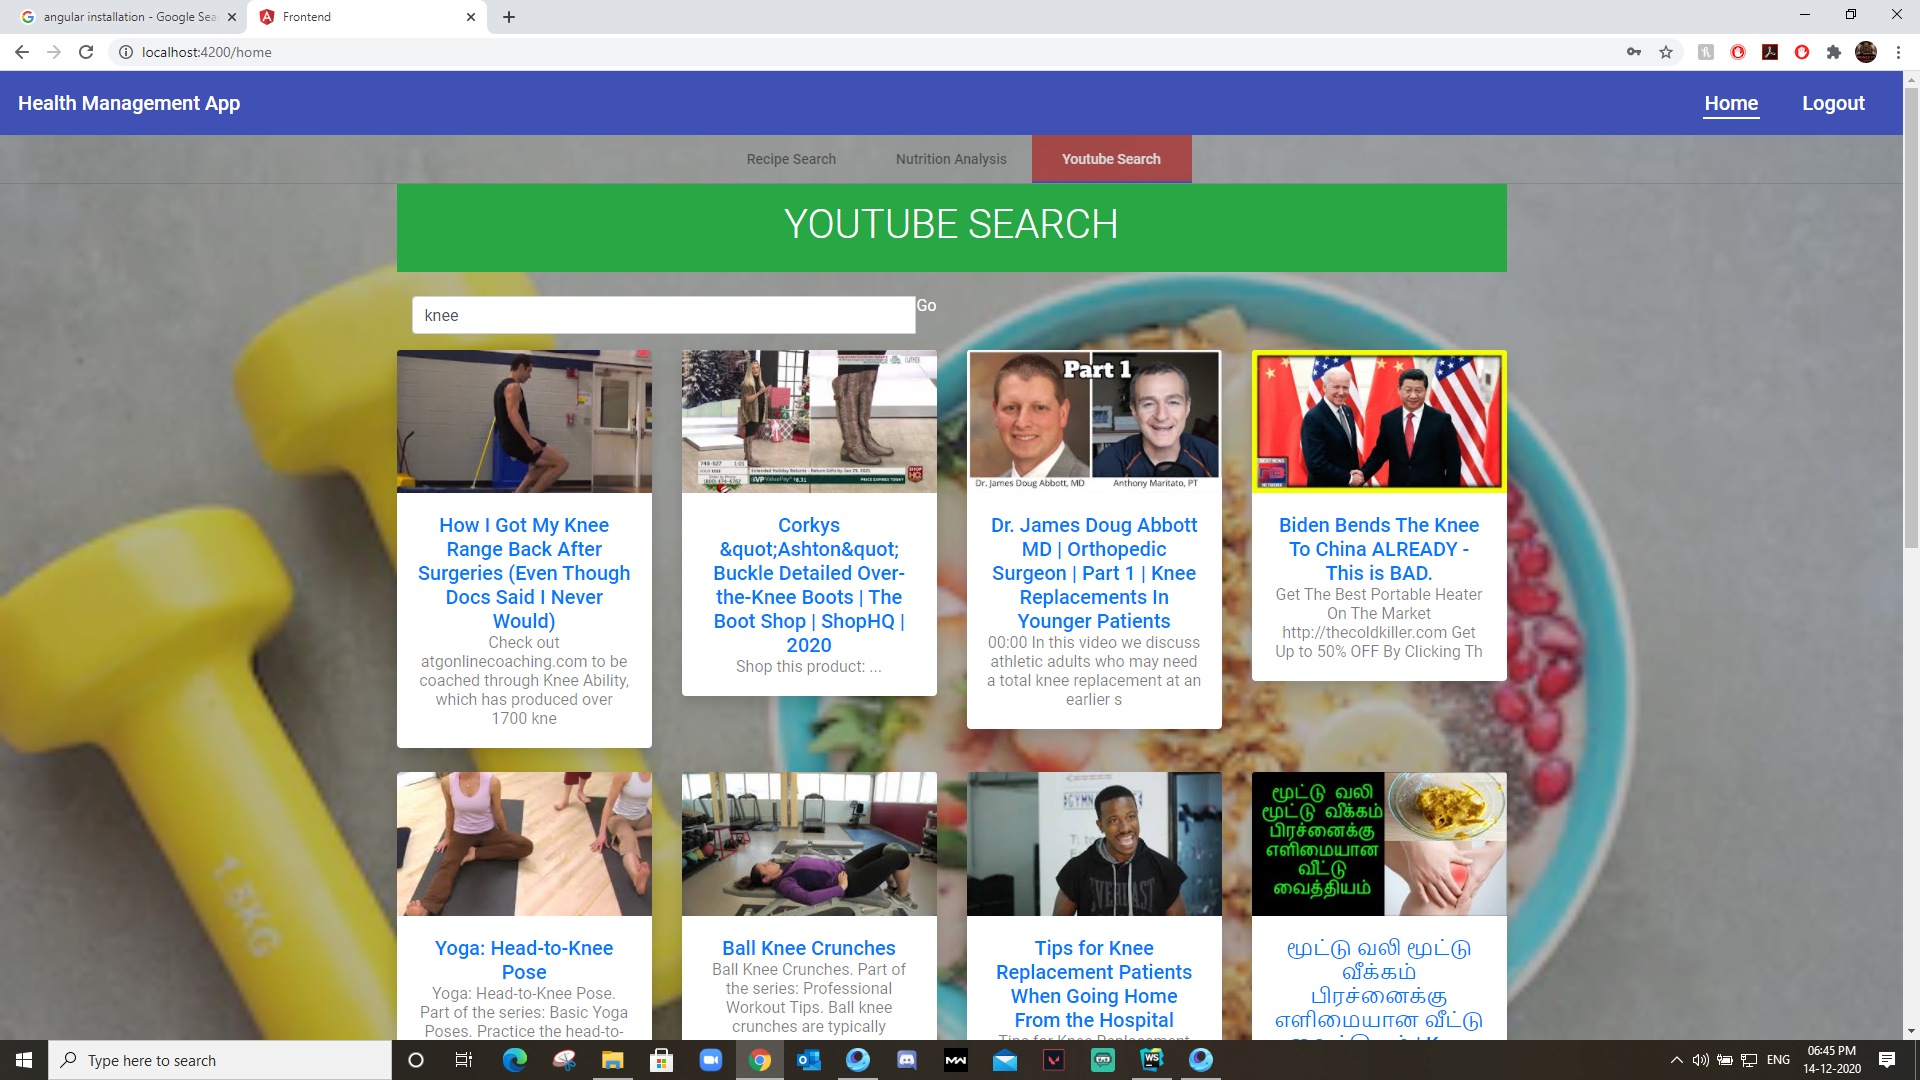 angular installation - Google Sea
Frontend
localhost:4200/home
Health Management App
Home
Logout
Recipe Search
Nutrition Analysis
Youtube Search
YOUTUBE SEARCH
knee
Go
Part 1
Dr. James Doug Abbott, MD
Anthony Maritato, PT
How I Got My Knee
Range Back After
Surgeries (Even Though
Docs Said I Never
Would)
Check out
atgonlinecoaching.com to be
coached through Knee Ability,
which has produced over
1700 kne
Corkys
&quot;Ashton&quot;
Buckle Detailed Over-
the-Knee Boots | The
Boot Shop | ShopHQ |
2020
Shop this product: ...
Dr. James Doug Abbott
MD | Orthopedic
Surgeon | Part 1 | Knee
Replacements In
Younger Patients
00:00 In this video we discuss
athletic adults who may need
a total knee replacement at an
earlier s
Biden Bends The Knee
To China ALREADY -
This is BAD.
Get The Best Portable Heater
On The Market
http://thecoldkiller.com Get
Up to 50% OFF By Clicking Th
1.5KG
EVERLAST
மூட்டு வலி
மூட்டு வீக்கம்
பிரச்னைக்கு
எளிமையான
வீட்டு
வைத்தியம்
Yoga: Head-to-Knee
Pose
Yoga: Head-to-Knee Pose.
Part of the series: Basic Yoga
Poses. Practice the head-to-
Ball Knee Crunches
Ball Knee Crunches. Part of
the series: Professional
Workout Tips. Ball knee
crunches are typically
Tips for Knee
Replacement Patients
When Going Home
From the Hospital
Tips for Knee Replacement
மூட்டு வலி மூட்டு
வீக்கம்
பிரச்னைக்கு
எளிமையான வீட்டு
Type here to search
ENG
06:45 PM
14-12-2020